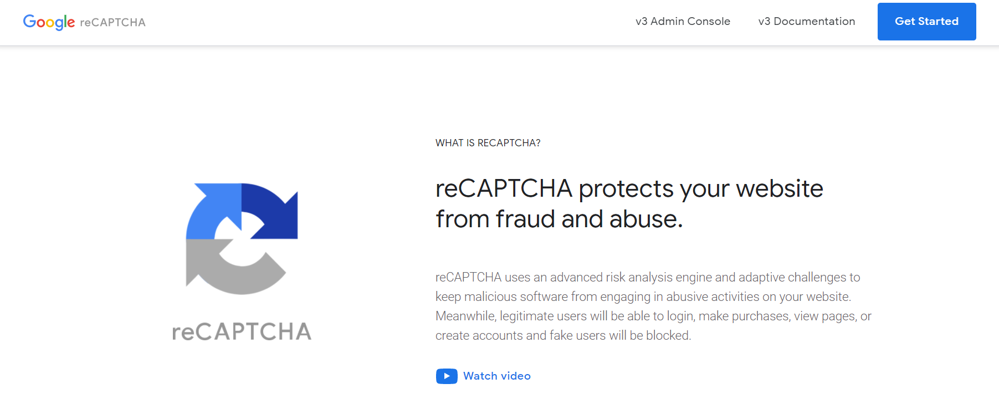 Google reCAPTCHA
v3 Admin Console
v3 Documentation
Get Started
WHAT IS RECAPTCHA?
reCAPTCHA protects your website
from fraud and abuse.
reCAPTCHA uses an advanced risk analysis engine and adaptive challenges to
keep malicious software from engaging in abusive activities on your website.
Meanwhile, legitimate users will be able to login, make purchases, view pages, or
create accounts and fake users will be blocked.
Watch video
reCAPTCHA